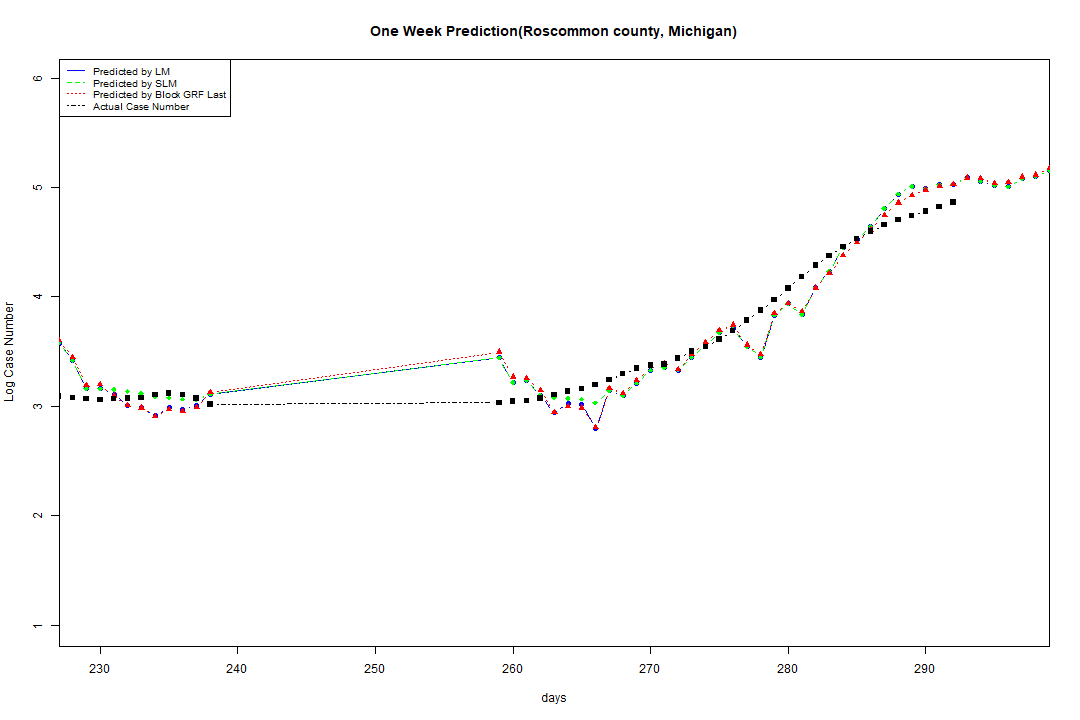 One Week Prediction(Roscommon county, Michigan)
Predicted by LM
Predicted by SLM
Predicted by Block GRF Last
Actual Case Number
6
5
4
3
2
1
Log Case Number
230 240 250 260 270 280 290
days